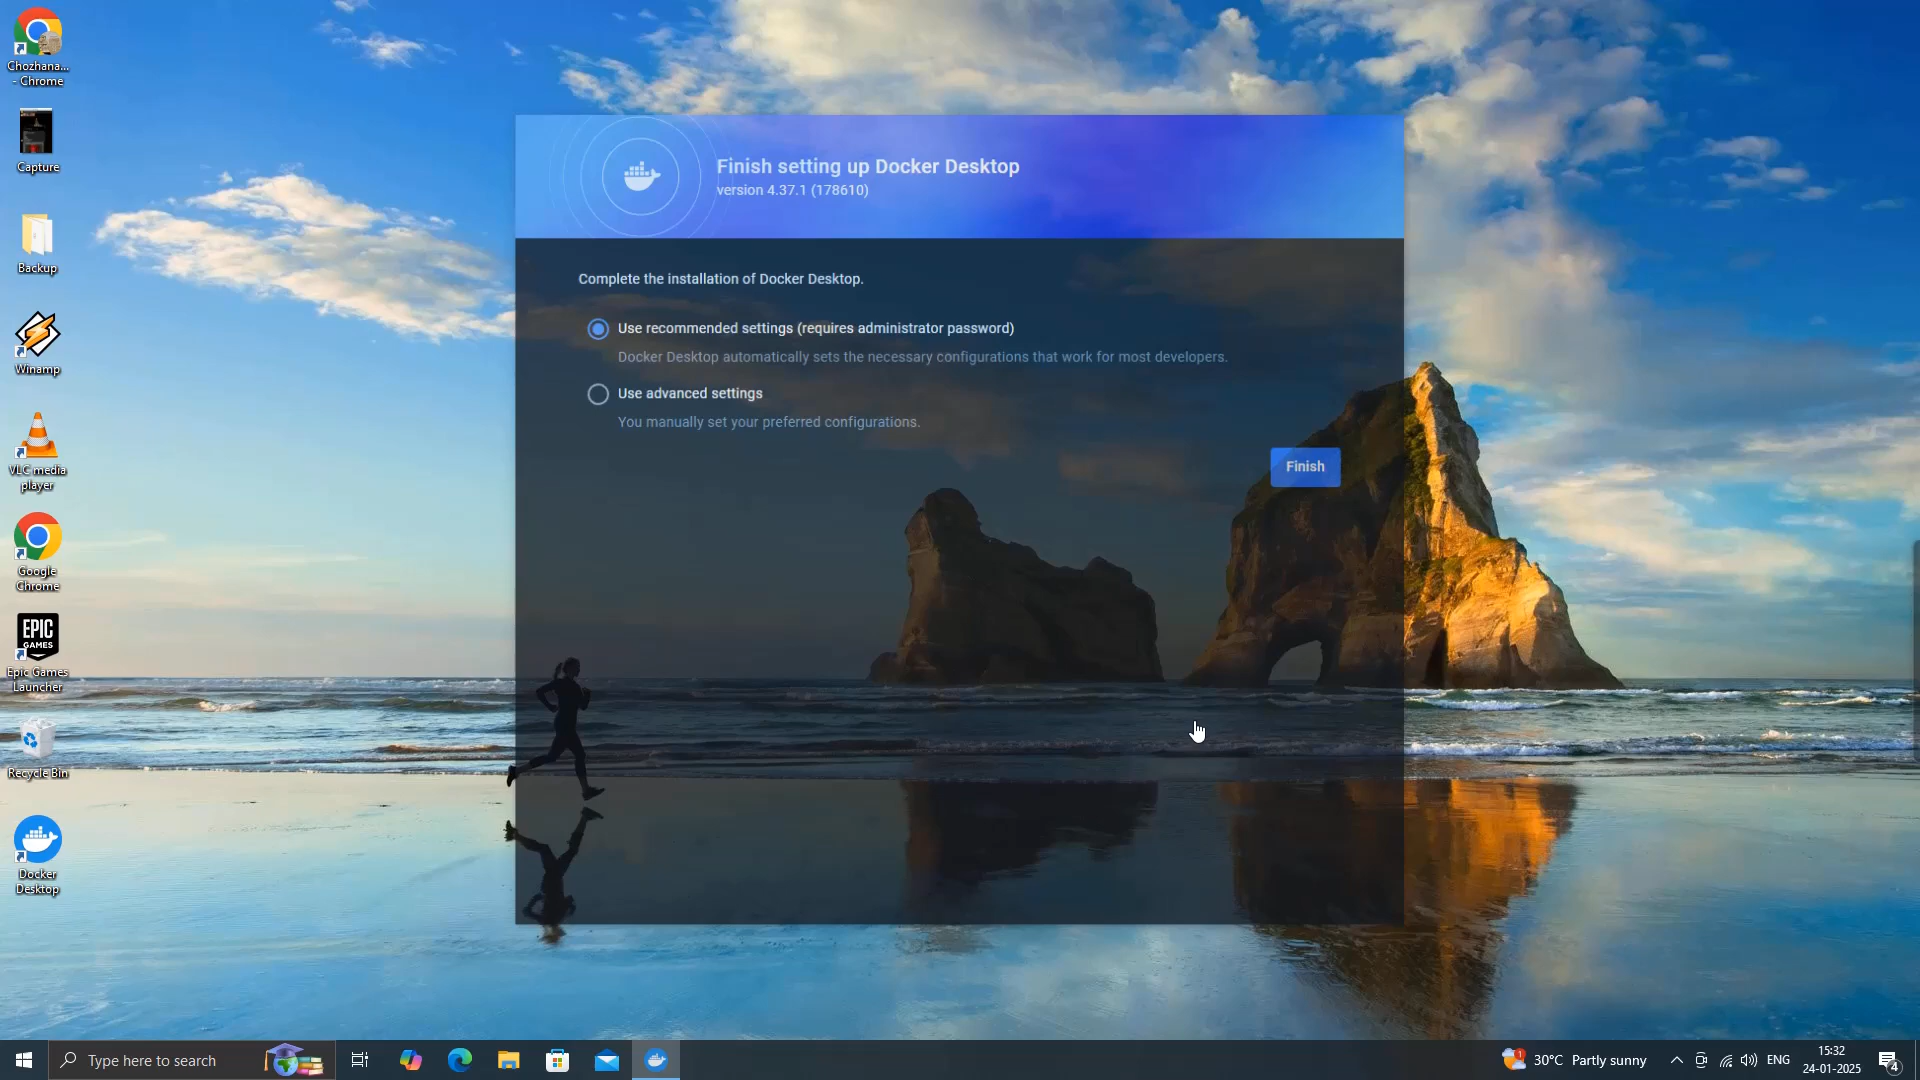 Chozhana...
- Chrome
Capture
Backup
Winamp
VLC media
player
Google
Chrome
EPIC
GAMES
Epic Games
Launcher
Recycle Bin
Docker
Desktop
Finish setting up Docker Desktop
version 4.37.1 (178610)
Complete the installation of Docker Desktop.
Use recommended settings (requires administrator password)
Docker Desktop automatically sets the necessary configurations that work for most developers.
Use advanced settings
You manually set your preferred configurations.
Finish
Type here to search
1
30°C Partly sunny
ENG
15:32
24-01-2025
4